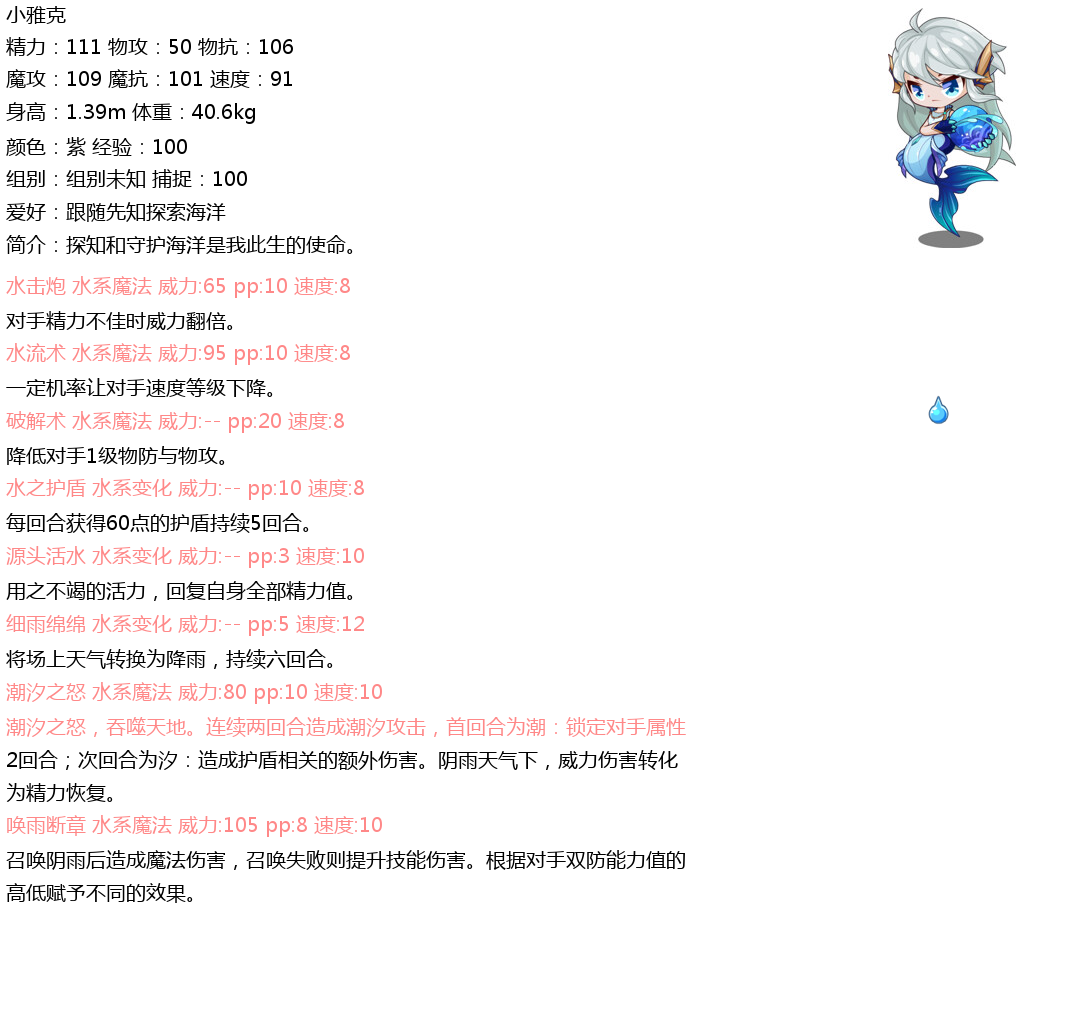 小雅克
精力：111 物攻：50 物抗：106
魔攻：109 魔抗：101 速度：91
身高：1.39m 体重：40.6kg
颜色：紫 经验：100
组别：组别未知 捕捉：100
爱好：跟随先知探索海洋
简介：探知和守护海洋是我此生的使命。
水击炮 水系魔法 威力:65 pp:10 速度:8
对手精力不佳时威力翻倍。
水流术 水系魔法 威力:95 pp:10 速度:8
一定机率让对手速度等级下降。
破解术 水系魔法 威力:-- pp:20 速度:8
降低对手1级物防与物攻。
水之护盾 水系变化 威力:-- pp:10 速度:8
每回合获得60点的护盾持续5回合。
源头活水 水系变化 威力:-- pp:3 速度:10
用之不竭的活力，回复自身全部精力值。
细雨绵绵 水系变化 威力:-- pp:5 速度:12
将场上天气转换为降雨，持续六回合。
潮汐之怒 水系魔法 威力:80 pp:10 速度:10
潮汐之怒，吞噬天地。连续两回合造成潮汐攻击，首回合为潮：锁定对手属性
2回合；次回合为汐：造成护盾相关的额外伤害。阴雨天气下，威力伤害转化
为精力恢复。
唤雨断章 水系魔法 威力:105 pp:8 速度:10
召唤阴雨后造成魔法伤害，召唤失败则提升技能伤害。根据对手双防能力值的
高低赋予不同的效果。